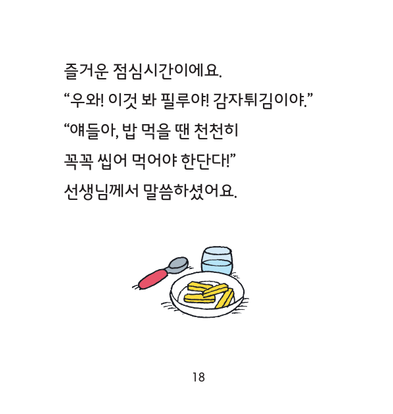 즐거운 점심시간이에요.
“우와! 이것 봐 필루야! 감자튀김이야.”
“얘들아, 밥 먹을 땐 천천히
꼭꼭 씹어 먹어야 한단다!”
선생님께서 말씀하셨어요.
18